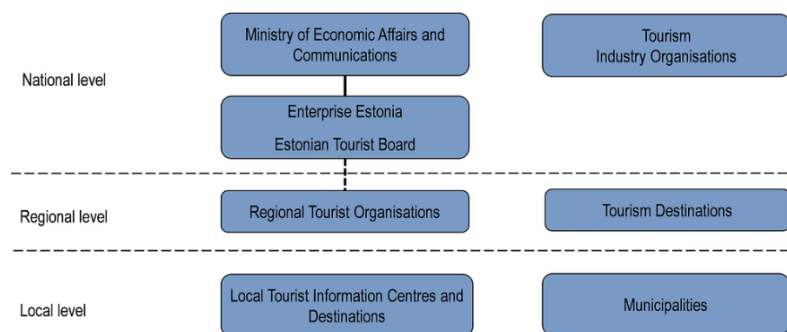 Ministry of Economic Affairs and
Communications
Tourism
Industry Organisations
National level
Enterprise Estonia
Estonian Tourist Board
Regional level
Regional Tourist Organisations
Tourism Destinations
Local level
Local Tourist Information Centres and
Destinations
Municipalities